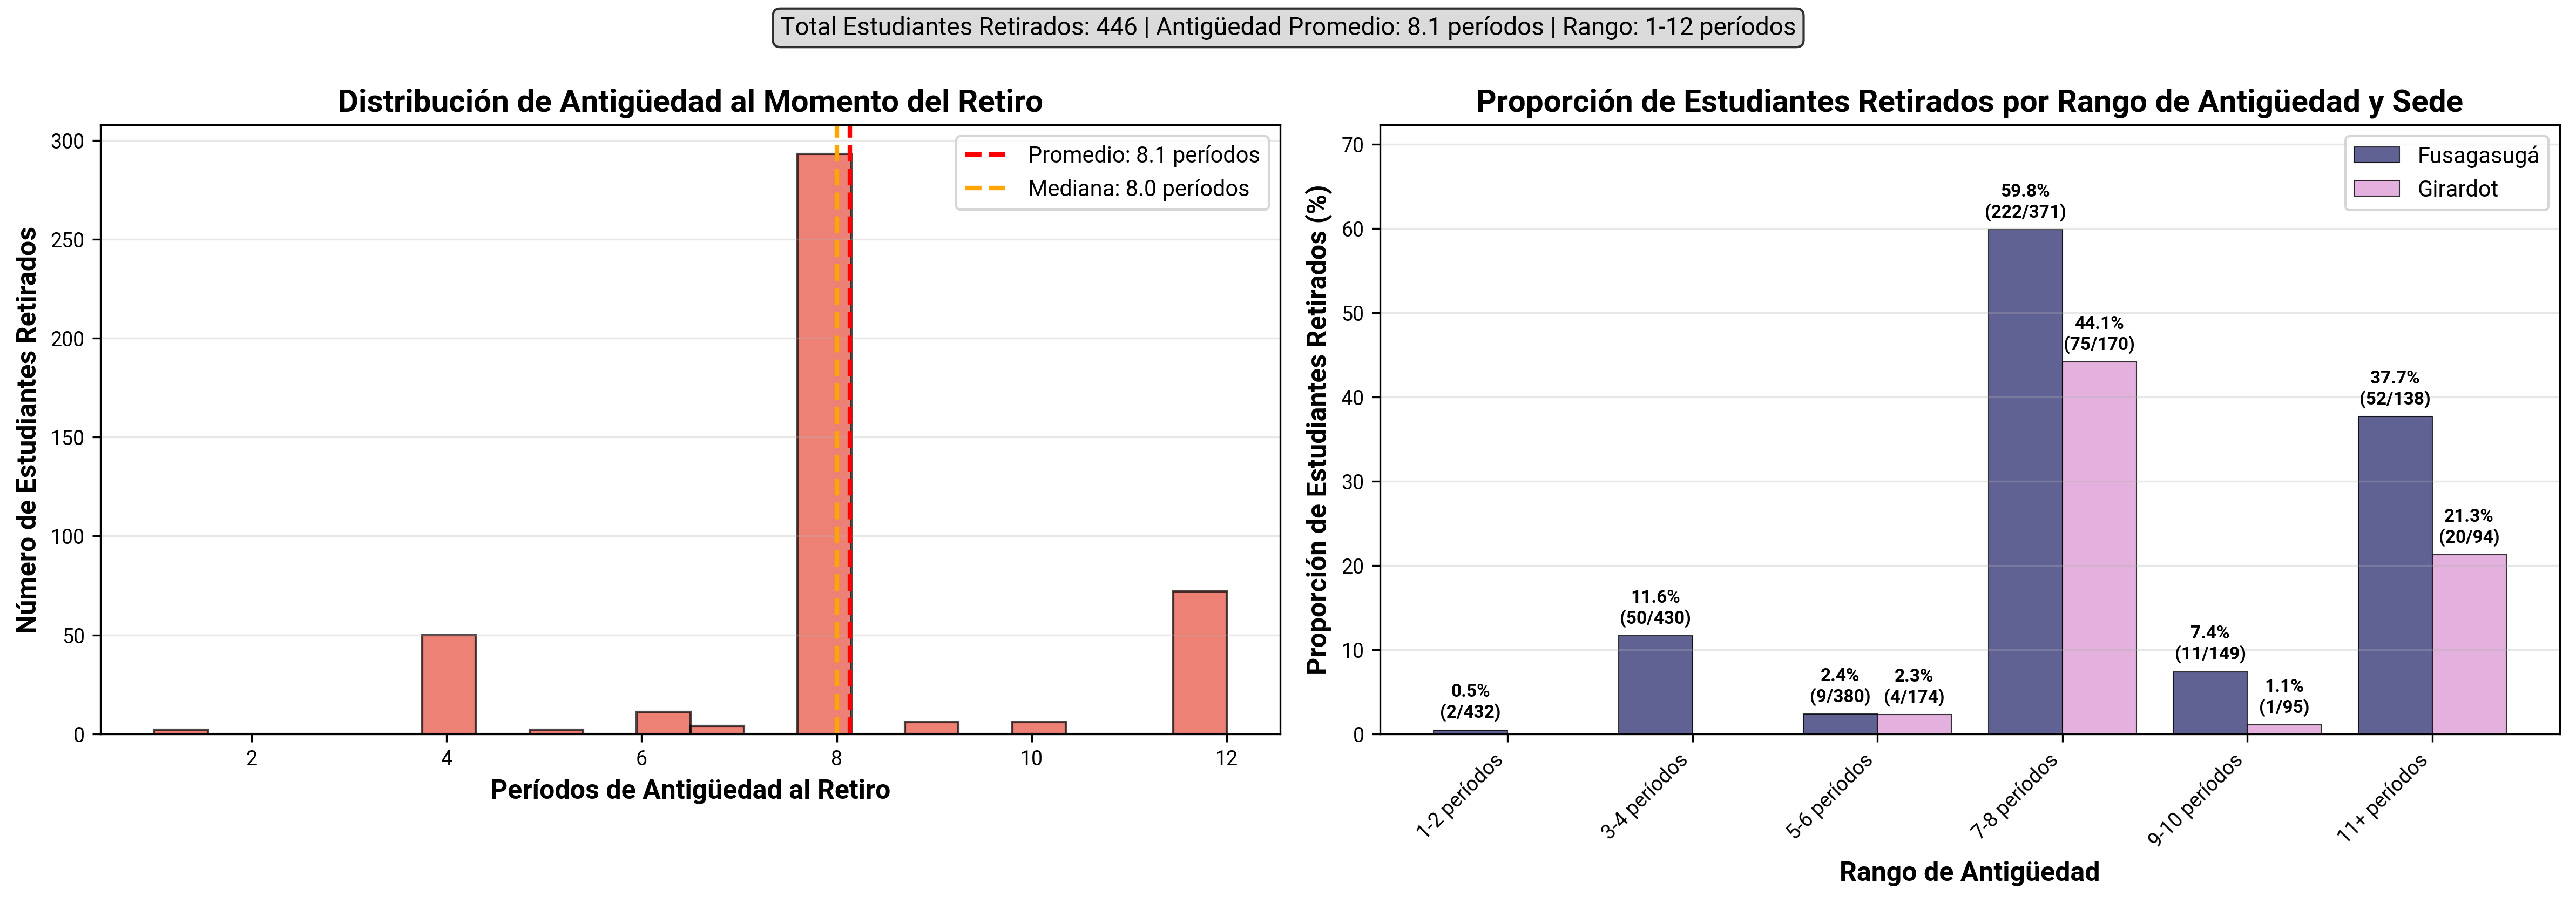 Total Estudiantes Retirados: 446 | Antigüedad Promedio: 8.1 períodos | Rango: 1-12 períodos
Distribución de Antigüedad al Momento del Retiro
Número de Estudiantes Retirados
300
250
200
150
100
50
0
Promedio: 8.1 períodos
Mediana: 8.0 períodos
2
4
6
8
10
12
Períodos de Antigüedad al Retiro
Proporción de Estudiantes Retirados por Rango de Antigüedad y Sede
Proporción de Estudiantes Retirados (%)
70
60
50
40
30
20
10
0
Fusagasugá
Girardot
0.5%
(2/432)
11.6%
(50/430)
2.4%
(9/380)
2.3%
(4/174)
59.8%
(222/371)
44.1%
(75/170)
7.4%
(11/149)
1.1%
(1/95)
37.7%
(52/138)
21.3%
(20/94)
1-2 períodos
3-4 períodos
5-6 períodos
7-8 períodos
9-10 períodos
11+ períodos
Rango de Antigüedad